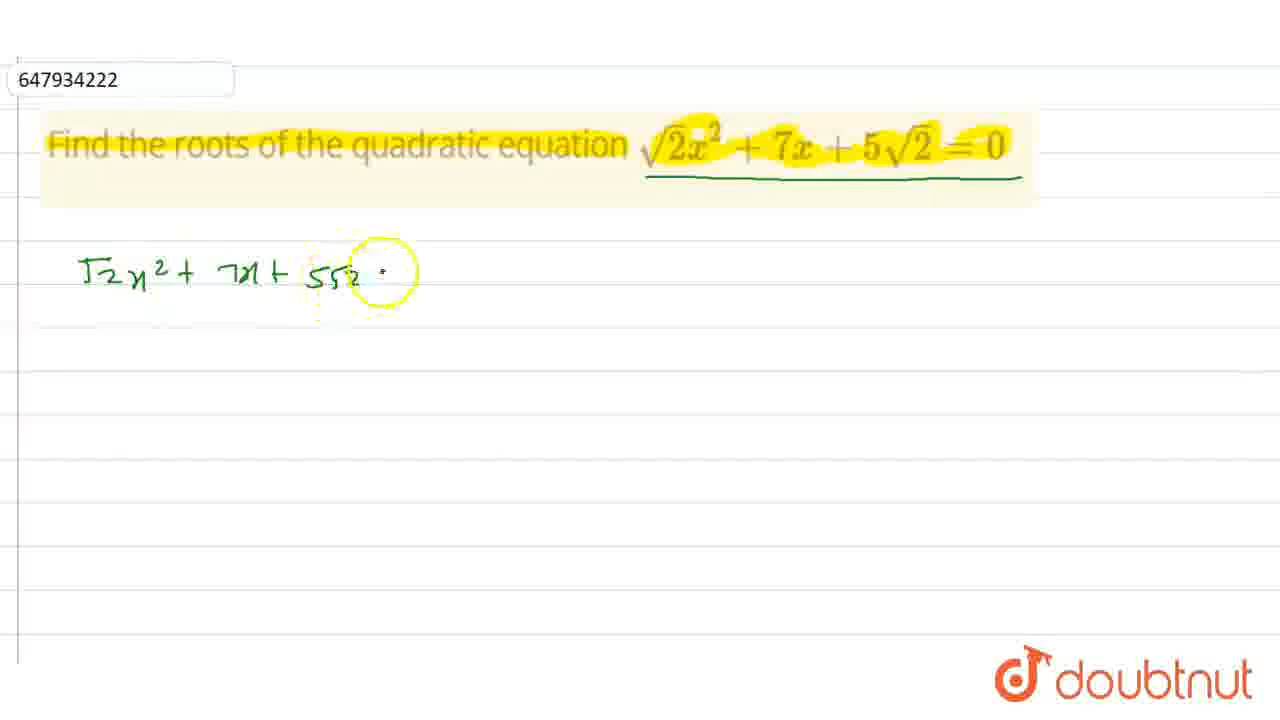 647934222
Find the roots of the quadratic equation √2x² + 7x + 5√2 = 0
√2x² + 7x + 5√2
doubtnut